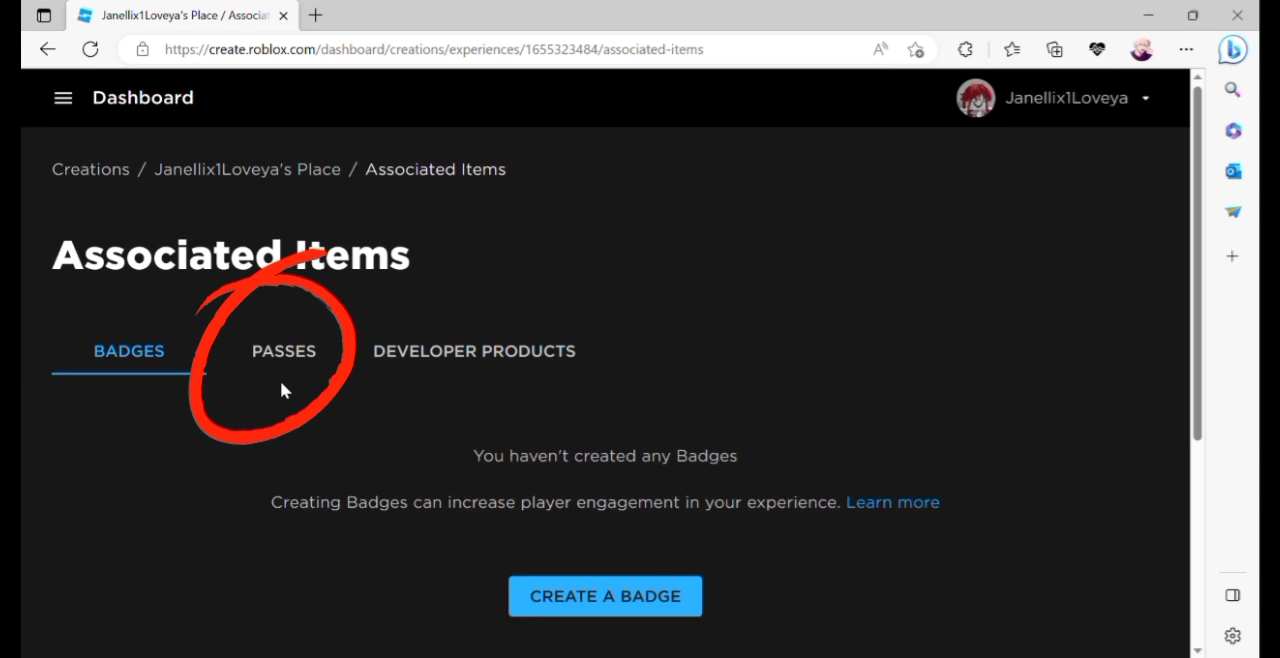 Janellix1Loveya's Place / Associat
https://create.roblox.com/dashboard/creations/experiences/1655323484/associated-items
Dashboard
Janellix1Loveya
Creations / Janellix1Loveya's Place / Associated Items
Associated Items
BADGES PASSES DEVELOPER PRODUCTS
You haven't created any Badges
Creating Badges can increase player engagement in your experience. Learn more
CREATE A BADGE